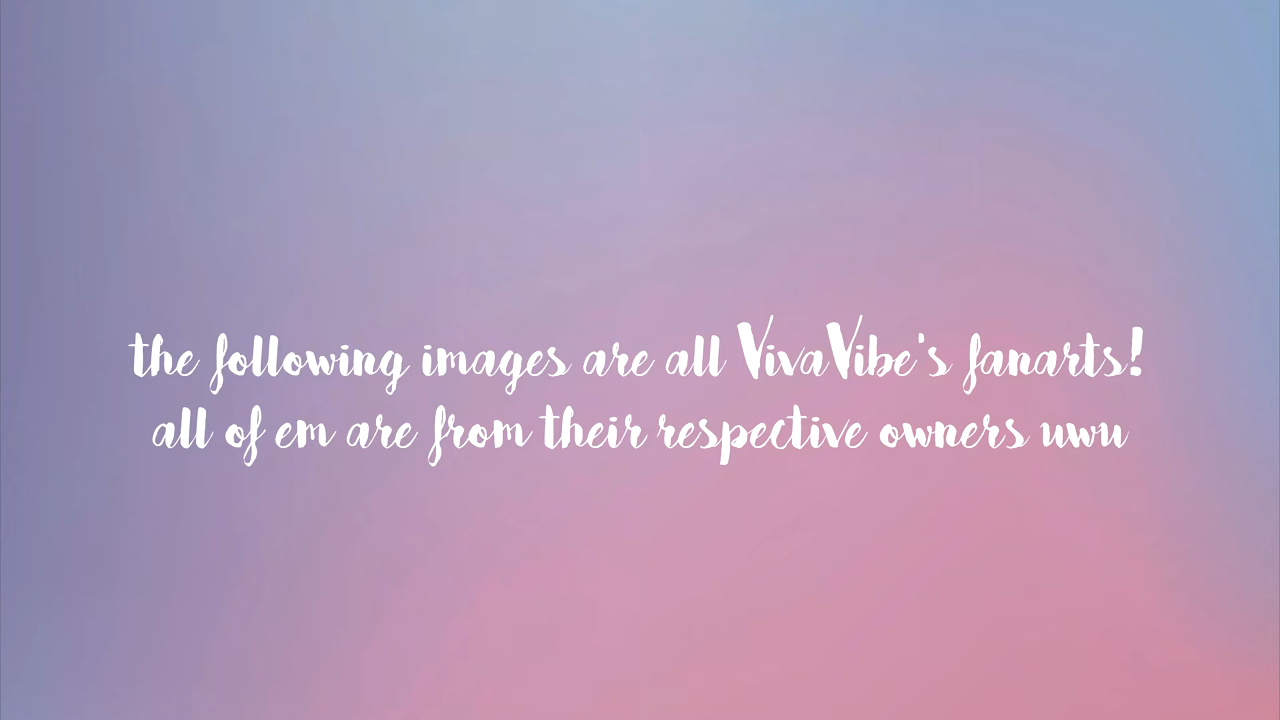 the following images are all VivaVibe's fanarts!
all of em are from their respective owners uwu